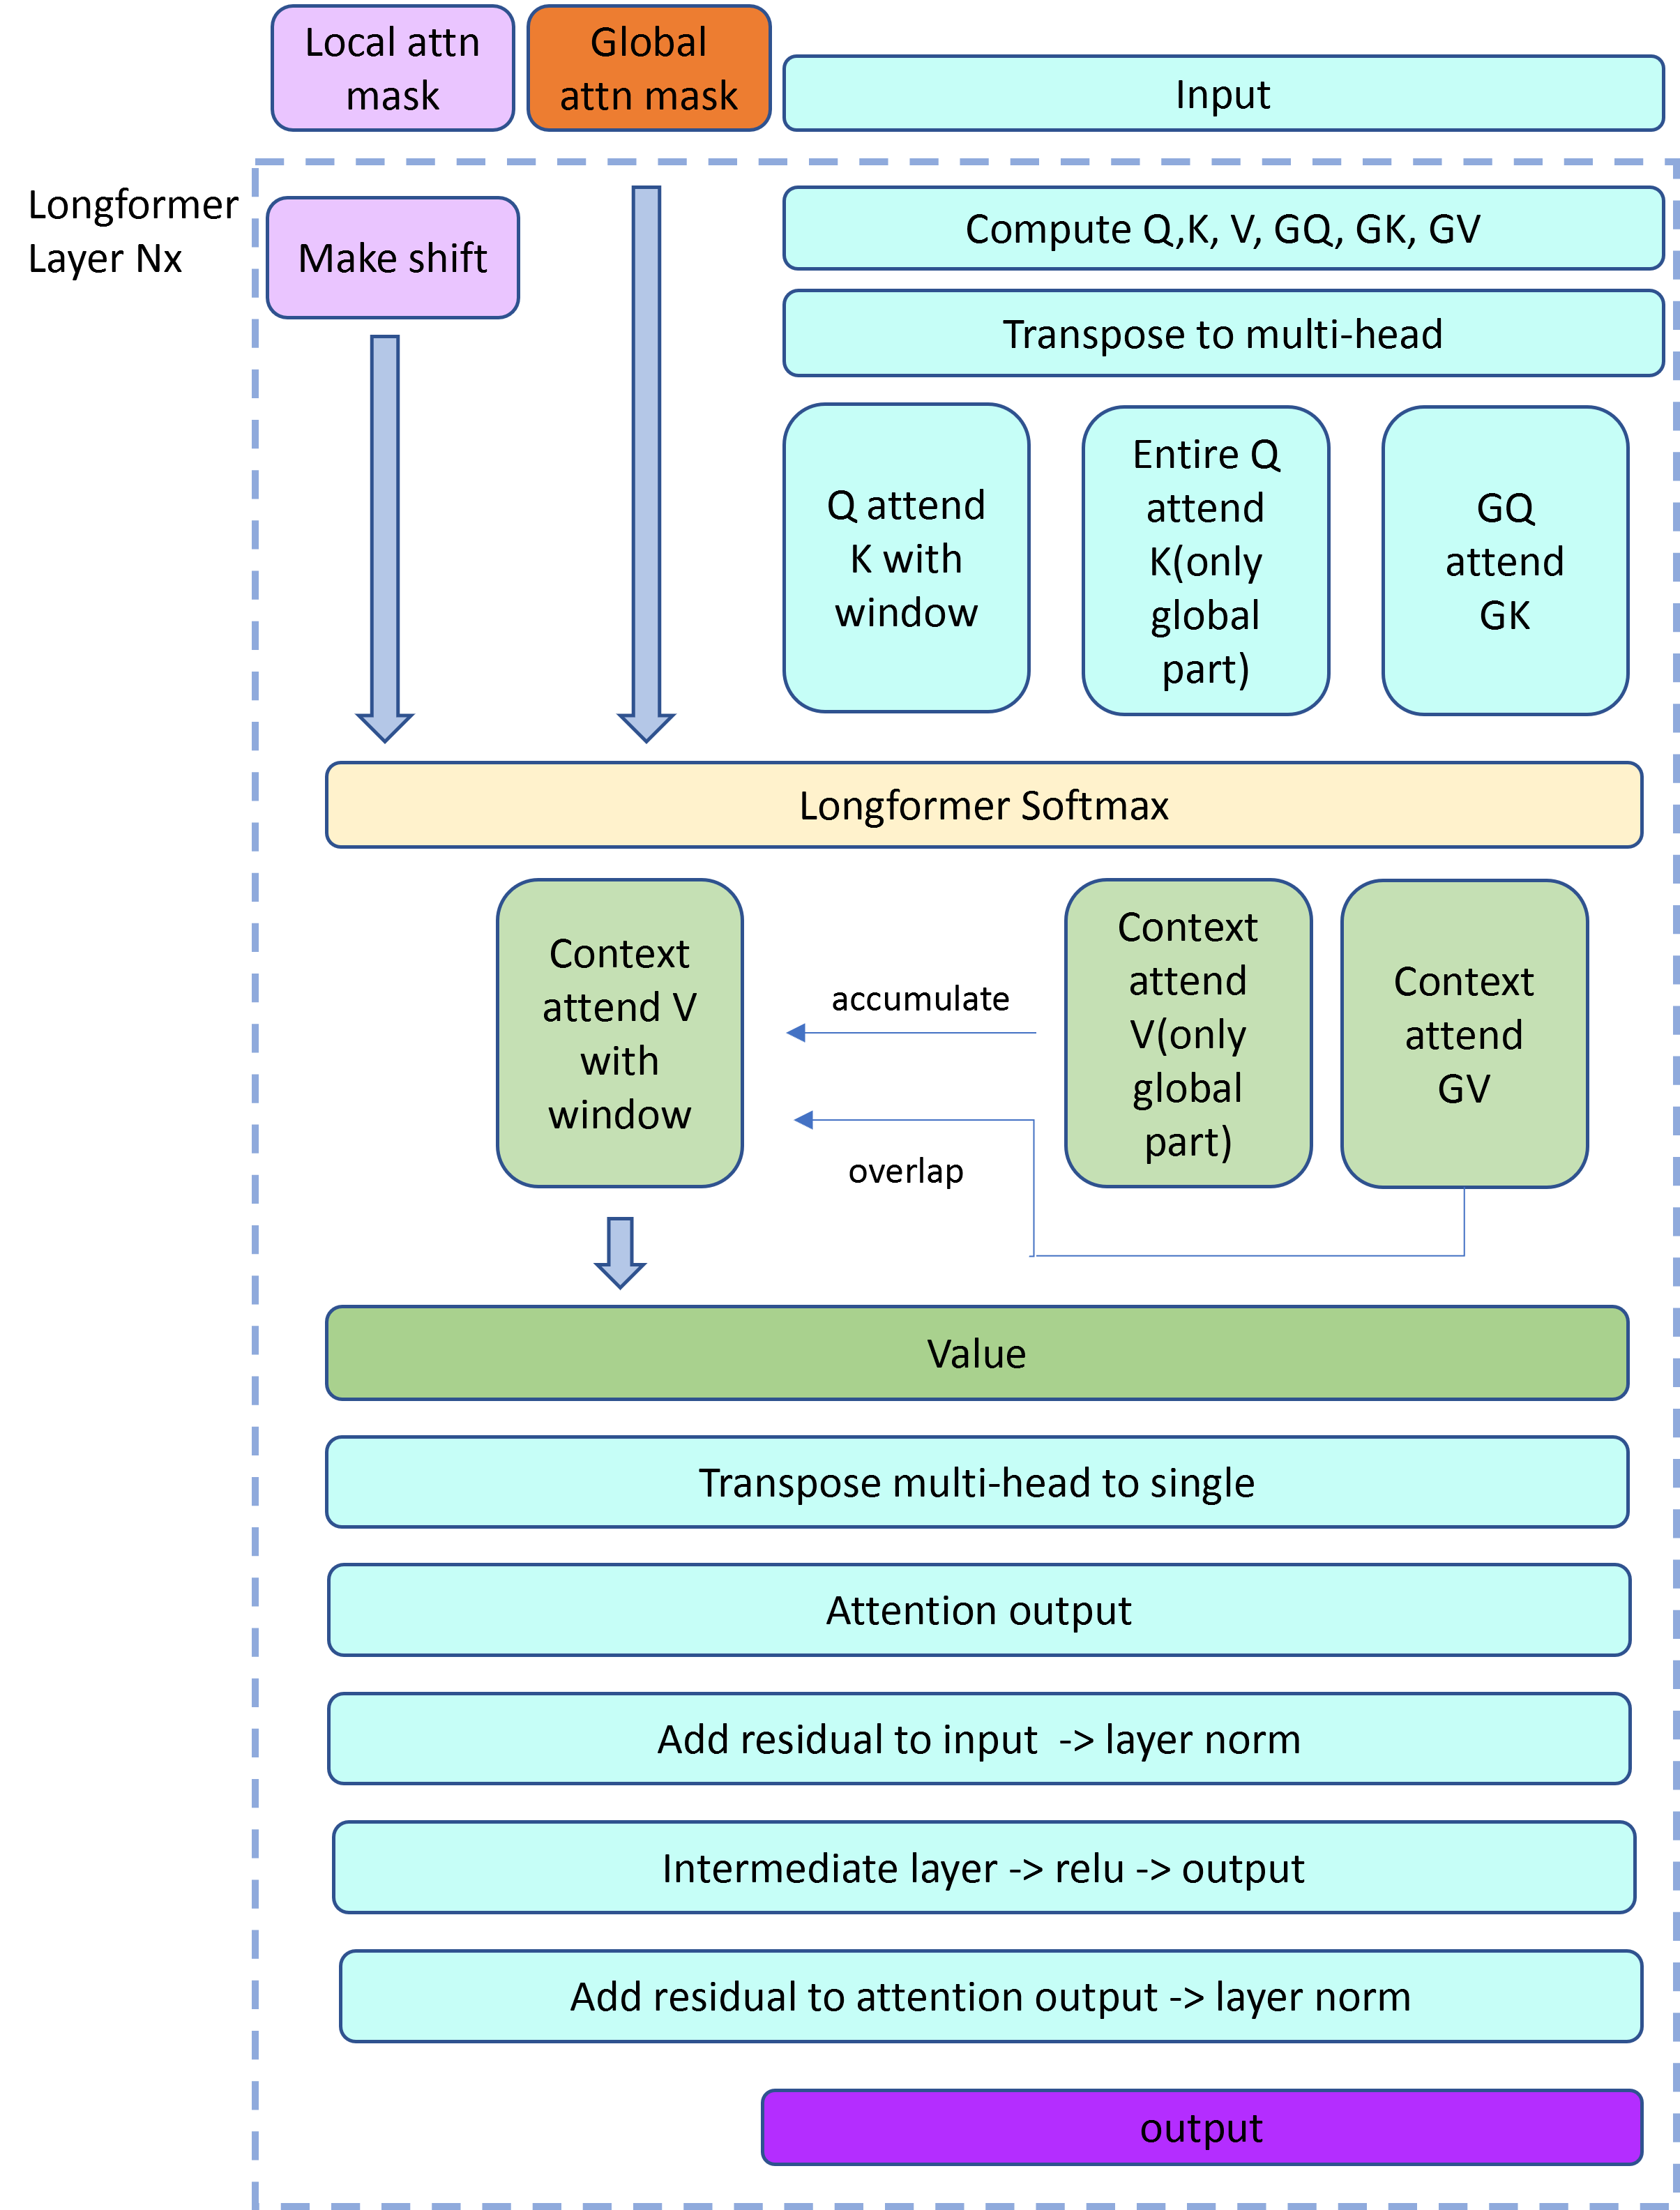 Local attn
mask
Global
attn mask
Input
Longformer
Layer Nx
Make shift
Compute Q,K, V, GQ, GK, GV
Transpose to multi-head
Q attend
K with
window
Entire Q
attend
K(only
global
part)
GQ
attend
GK
Longformer Softmax
Context
attend V
with
window
accumulate
overlap
Context
attend
V(only
global
part)
Context
attend
GV
Value
Transpose multi-head to single
Attention output
Add residual to input -> layer norm
Intermediate layer -> relu -> output
Add residual to attention output -> layer norm
output